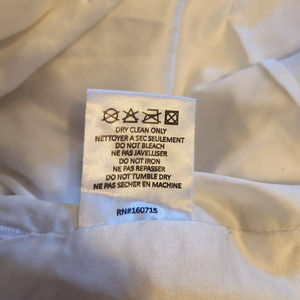 DRY CLEAN ONLY
NETTOYER A SEC SEULEMENT
DO NOT BLEACH
NE PAS JAVELLISER
DO NOT IRON
NE PAS REPASSER
DO NOT TUMBLE DRY
NE PAS SECHER EN MACHINE
RN#160715